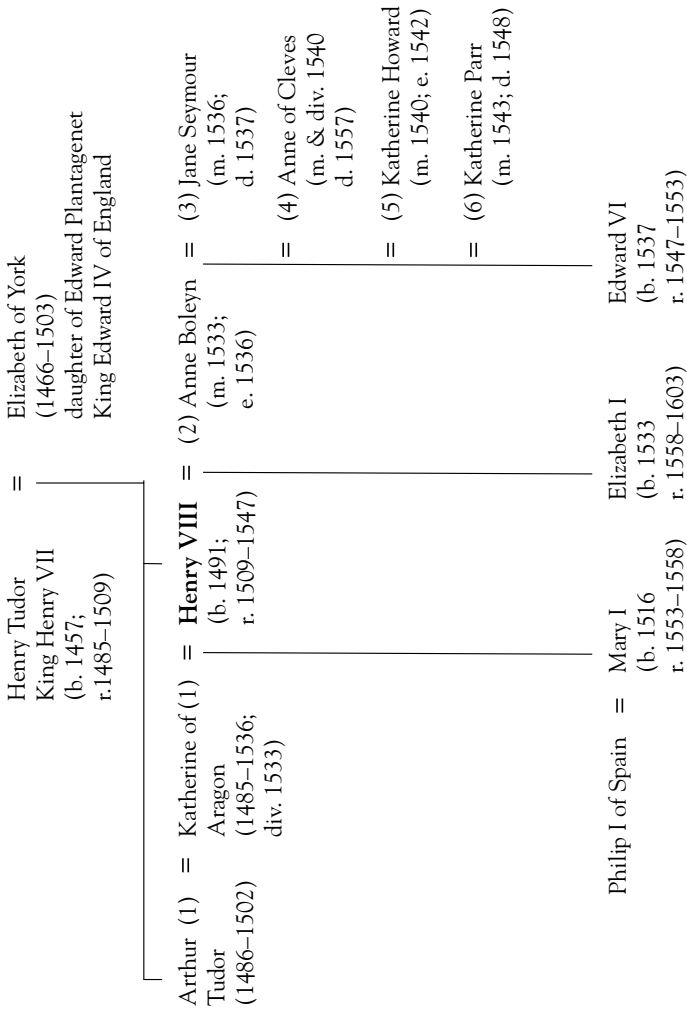 Henry Tudor
King Henry VII
(b. 1457;
r.1485–1509)
=
Elizabeth of York
(1466–1503)
daughter of Edward Plantagenet
King Edward IV of England
Arthur (1)
Tudor
(1486–1502)
=
Katherine of (1)
Aragon
(1485–1536;
div. 1533)
=
Henry VIII
(b. 1491;
r. 1509–1547)
=
(2) Anne Boleyn
(m. 1533;
e. 1536)
=
(3) Jane Seymour
(m. 1536;
d. 1537)
=
(4) Anne of Cleves
(m. & div. 1540
d. 1557)
=
(5) Katherine Howard
(m. 1540; e. 1542)
=
(6) Katherine Parr
(m. 1543; d. 1548)
Philip I of Spain
=
Mary I
(b. 1516
r. 1553–1558)
Elizabeth I
(b. 1533
r. 1558–1603)
Edward VI
(b. 1537
r. 1547–1553)